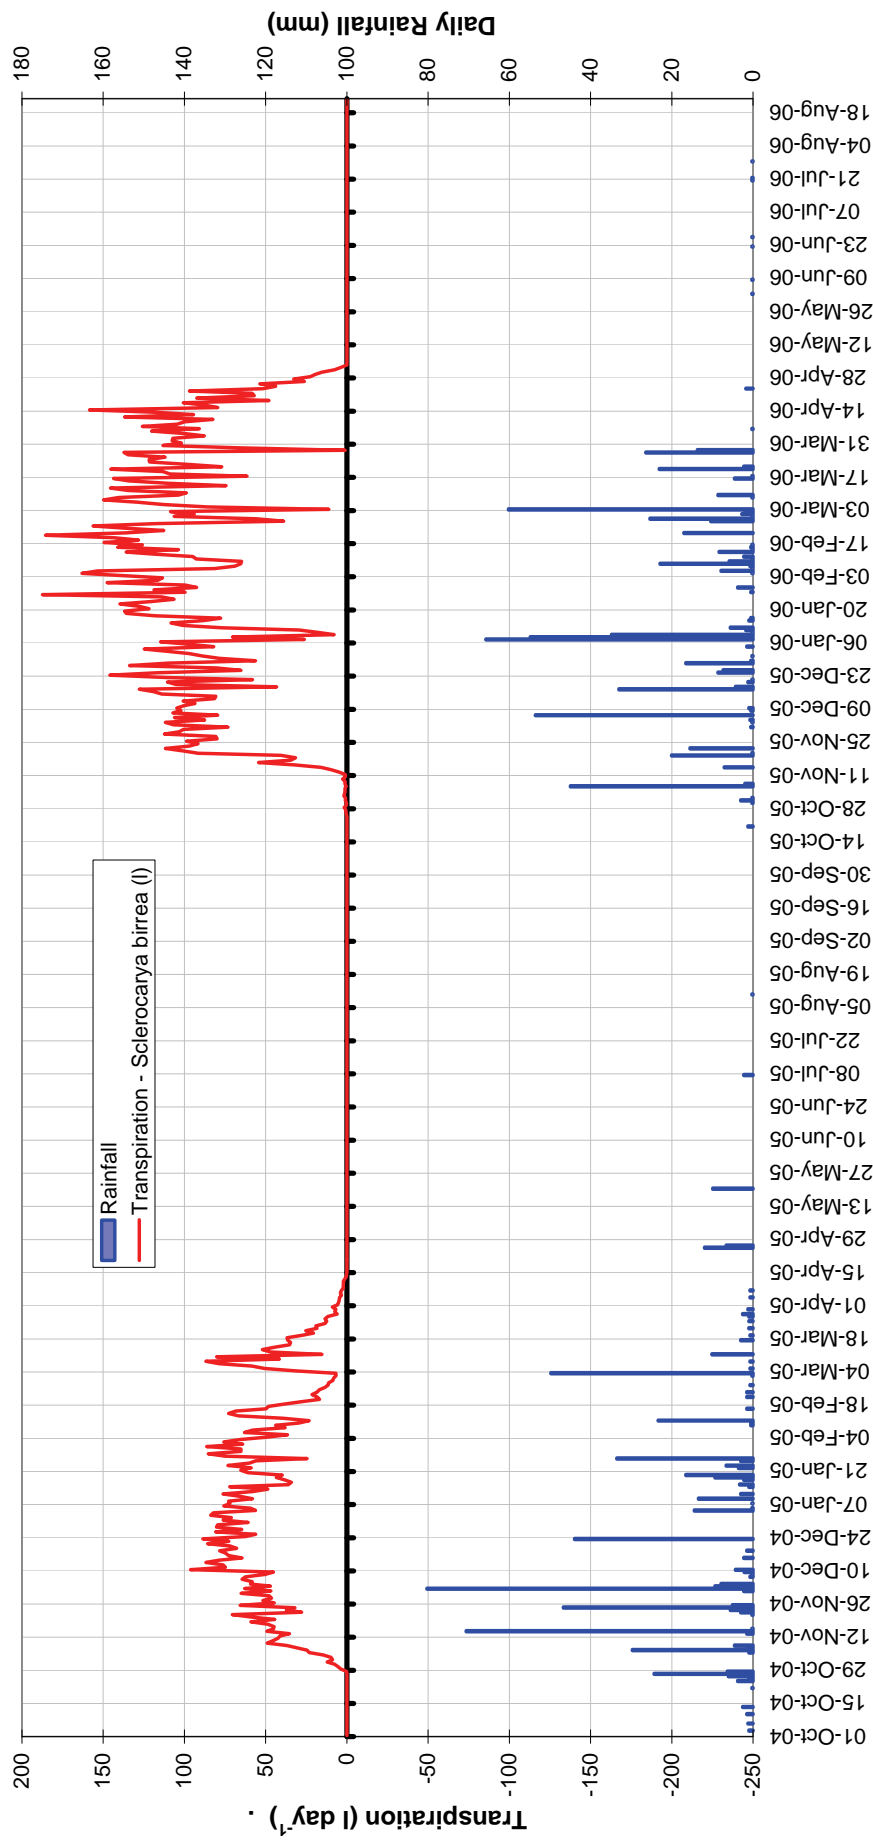 Rainfall
Transpiration - Sclerocarya birrea (l)
Transpiration (l day-1) .
200
150
100
50
0
-50
-100
-150
-200
-250
Daily Rainfall (mm)
180
160
140
120
100
80
60
40
20
0
01-Oct-04
15-Oct-04
29-Oct-04
12-Nov-04
26-Nov-04
10-Dec-04
24-Dec-04
07-Jan-05
21-Jan-05
04-Feb-05
18-Feb-05
04-Mar-05
18-Mar-05
01-Apr-05
15-Apr-05
29-Apr-05
13-May-05
27-May-05
10-Jun-05
24-Jun-05
08-Jul-05
22-Jul-05
05-Aug-05
19-Aug-05
02-Sep-05
16-Sep-05
30-Sep-05
14-Oct-05
28-Oct-05
11-Nov-05
25-Nov-05
09-Dec-05
23-Dec-05
06-Jan-06
20-Jan-06
03-Feb-06
17-Feb-06
03-Mar-06
17-Mar-06
31-Mar-06
14-Apr-06
28-Apr-06
12-May-06
26-May-06
09-Jun-06
23-Jun-06
07-Jul-06
21-Jul-06
04-Aug-06
18-Aug-06